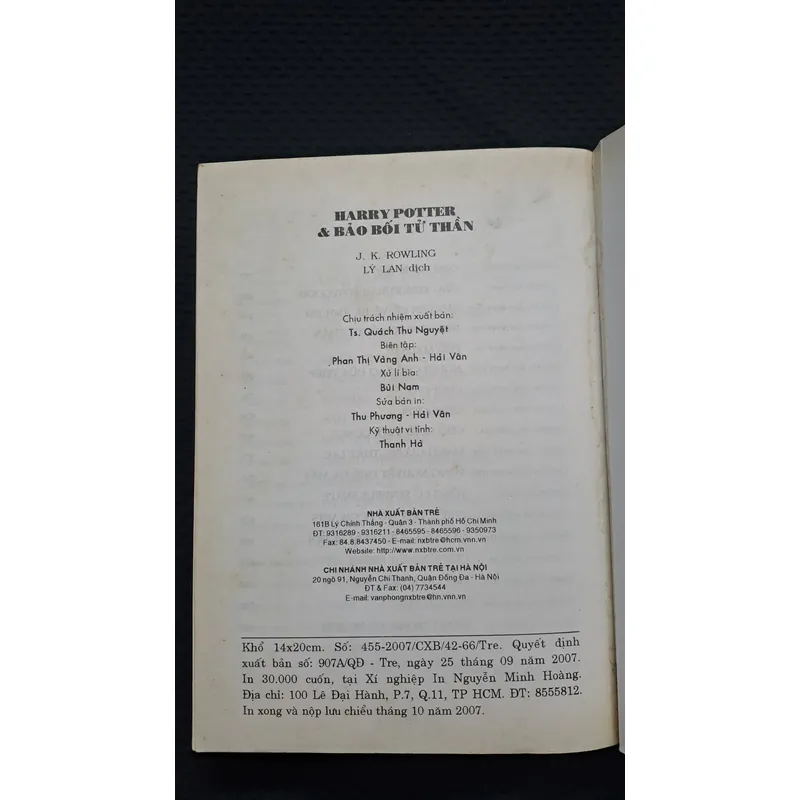 HARRY POTTER
& BẢO BỐI TỬ THẦN
J. K. ROWLING
LÝ LAN dịch
Chịu trách nhiệm xuất bản:
Ts. Quách Thu Nguyệt
Biên tập:
Phan Thị Vàng Anh - Hải Vân
Xử lí bìa:
Bùi Nam
Sửa bản in:
Thu Phương - Hải Vân
Kỹ thuật vi tính:
Thanh Hà
NHÀ XUẤT BẢN TRẺ
161B Lý Chính Thắng - Quận 3 - Thành phố Hồ Chí Minh
ĐT: 9316289 - 9316211 - 8465595 - 8465596 - 9350973
Fax: 84.8.8437450 - E-mail: nxbtre@hcm.vnn.vn
Website: http://www.nxbtre.com.vn
CHI NHÁNH NHÀ XUẤT BẢN TRẺ TẠI HÀ NỘI
20 ngõ 91, Nguyễn Chí Thanh, Quận Đống Đa - Hà Nội
ĐT & Fax: (04) 7734544
E-mail: vanphongnxbtre@hn.vnn.vn
Khổ 14x20cm. Số: 455-2007/CXB/42-66/Tre. Quyết định
xuất bản số: 907A/QĐ - Tre, ngày 25 tháng 09 năm 2007.
In 30.000 cuốn, tại Xí nghiệp In Nguyễn Minh Hoàng.
Địa chỉ: 100 Lê Đại Hành, P.7, Q.11, TP HCM. ĐT: 8555812.
In xong và nộp lưu chiểu tháng 10 năm 2007.